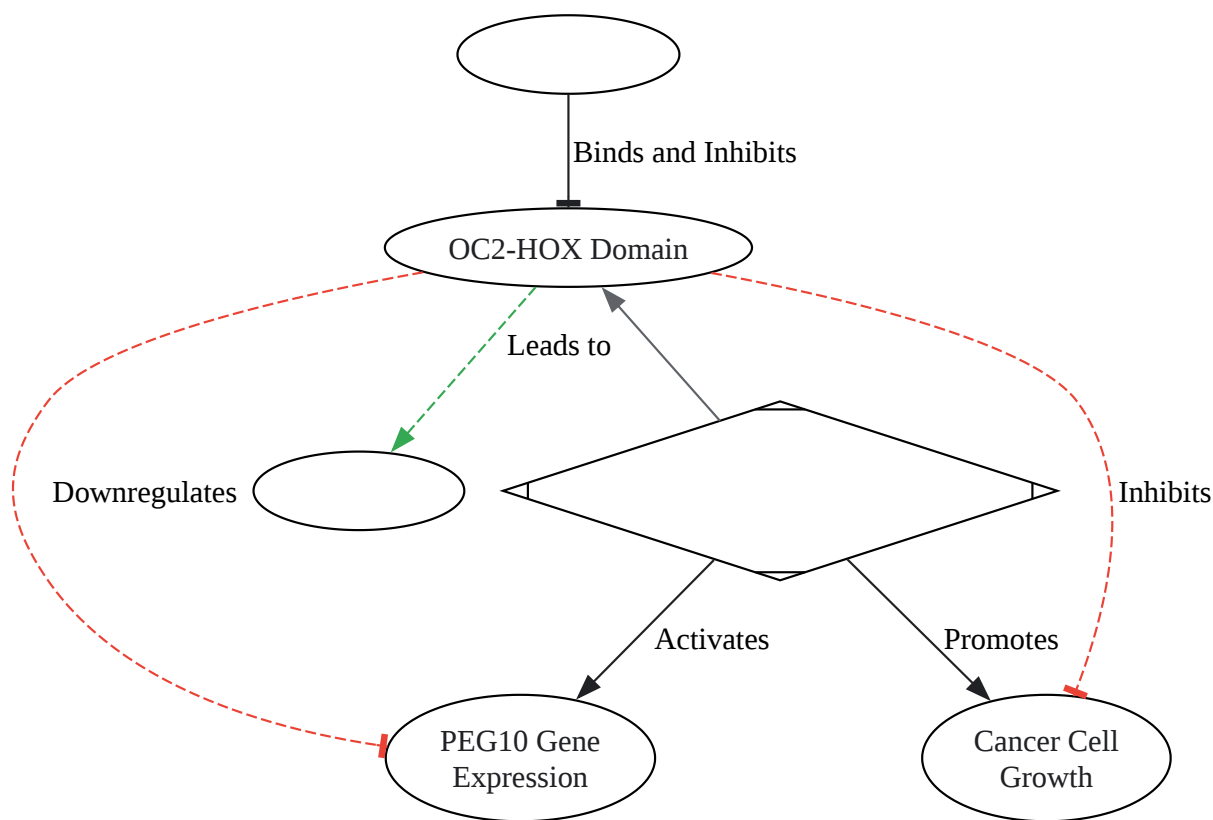 Binds and Inhibits
OC2-HOX Domain
Leads to
Downregulates
Inhibits
Activates
Promotes
PEG10 Gene
Expression
Cancer Cell
Growth